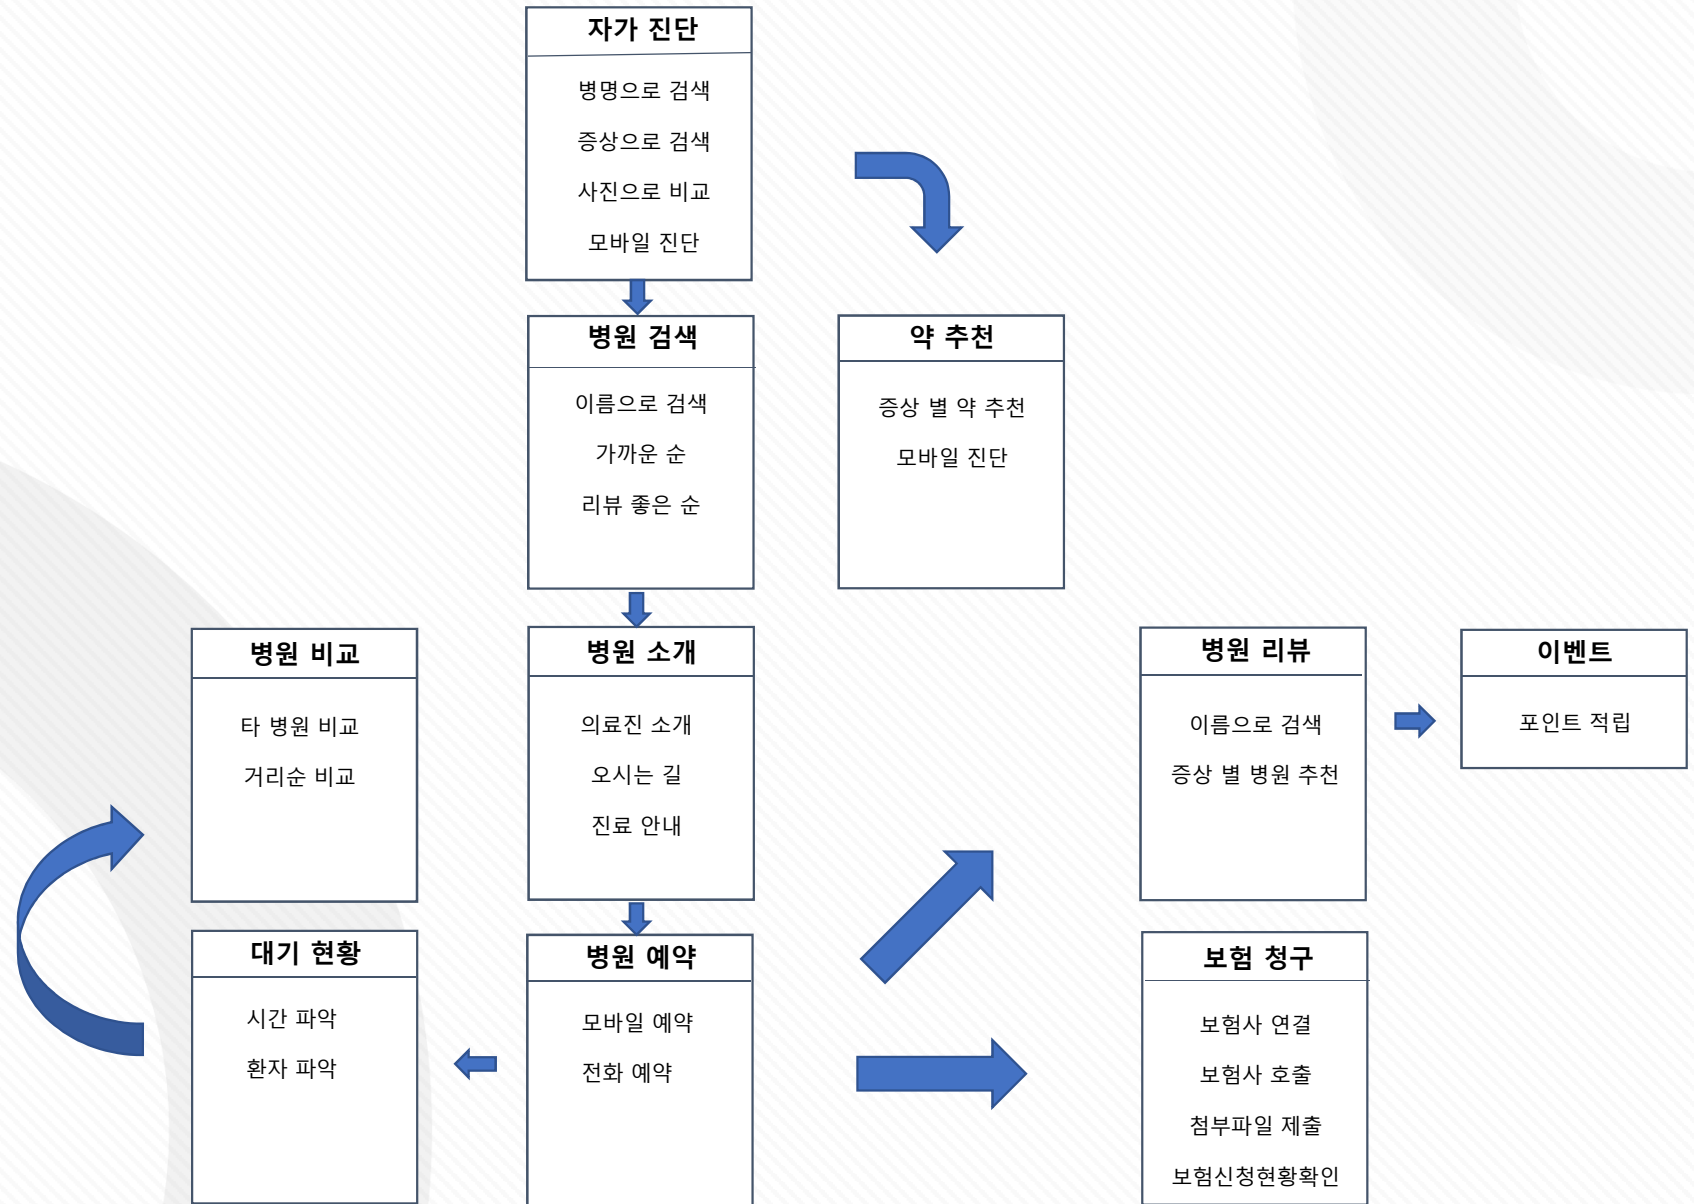 자가 진단
병명으로 검색
증상으로 검색
사진으로 비교
모바일 진단
병원 검색
이름으로 검색
가까운 순
리뷰 좋은 순
약 추천
증상 별 약 추천
모바일 진단
병원 비교
타 병원 비교
거리순 비교
병원 소개
의료진 소개
오시는 길
진료 안내
병원 리뷰
이름으로 검색
증상 별 병원 추천
이벤트
포인트 적립
대기 현황
시간 파악
환자 파악
병원 예약
모바일 예약
전화 예약
보험 청구
보험사 연결
보험사 호출
첨부파일 제출
보험신청현황확인